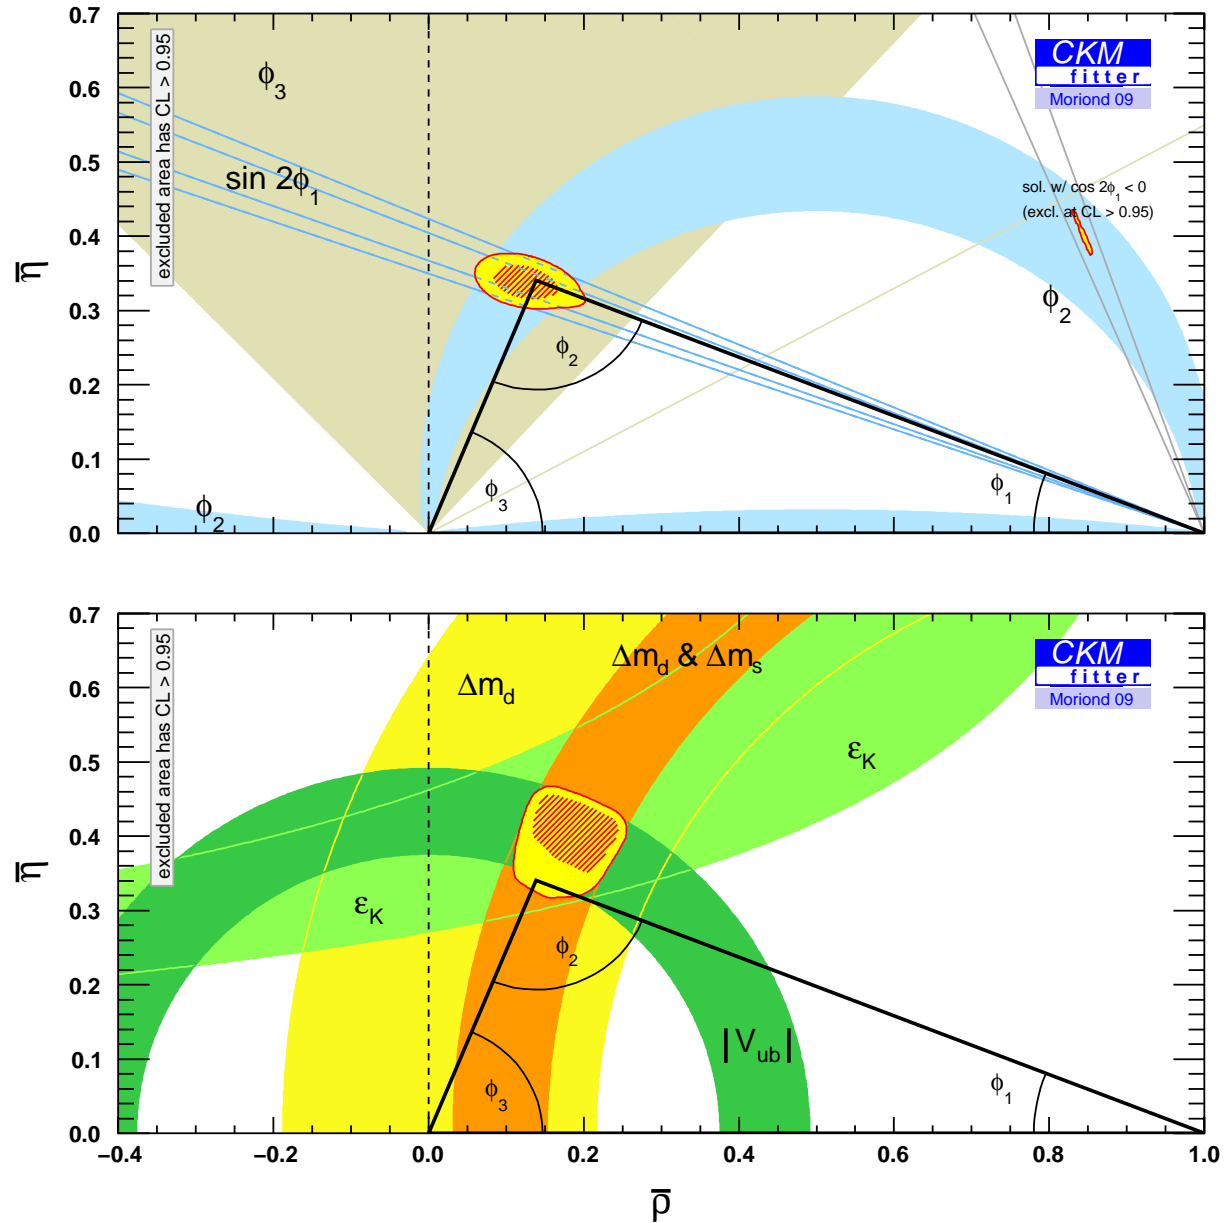 0.7
0.6
0.5
0.4
0.3
0.2
0.1
0.0
η̅
excluded area has CL > 0.95
ϕ3
sin 2ϕ1
CKM
fitter
Moriond 09
sol. w/ cos 2ϕ1 < 0
(excl. at CL > 0.95)
ϕ2
ϕ2
ϕ3
ϕ1
ϕ2
0.7
0.6
0.5
0.4
0.3
0.2
0.1
0.0
η̅
excluded area has CL > 0.95
Δmd & Δms
Δmd
CKM
fitter
Moriond 09
εK
εK
ϕ2
|Vub|
ϕ3
ϕ1
−0.4 −0.2 0.0 0.2 0.4 0.6 0.8 1.0
ρ̅